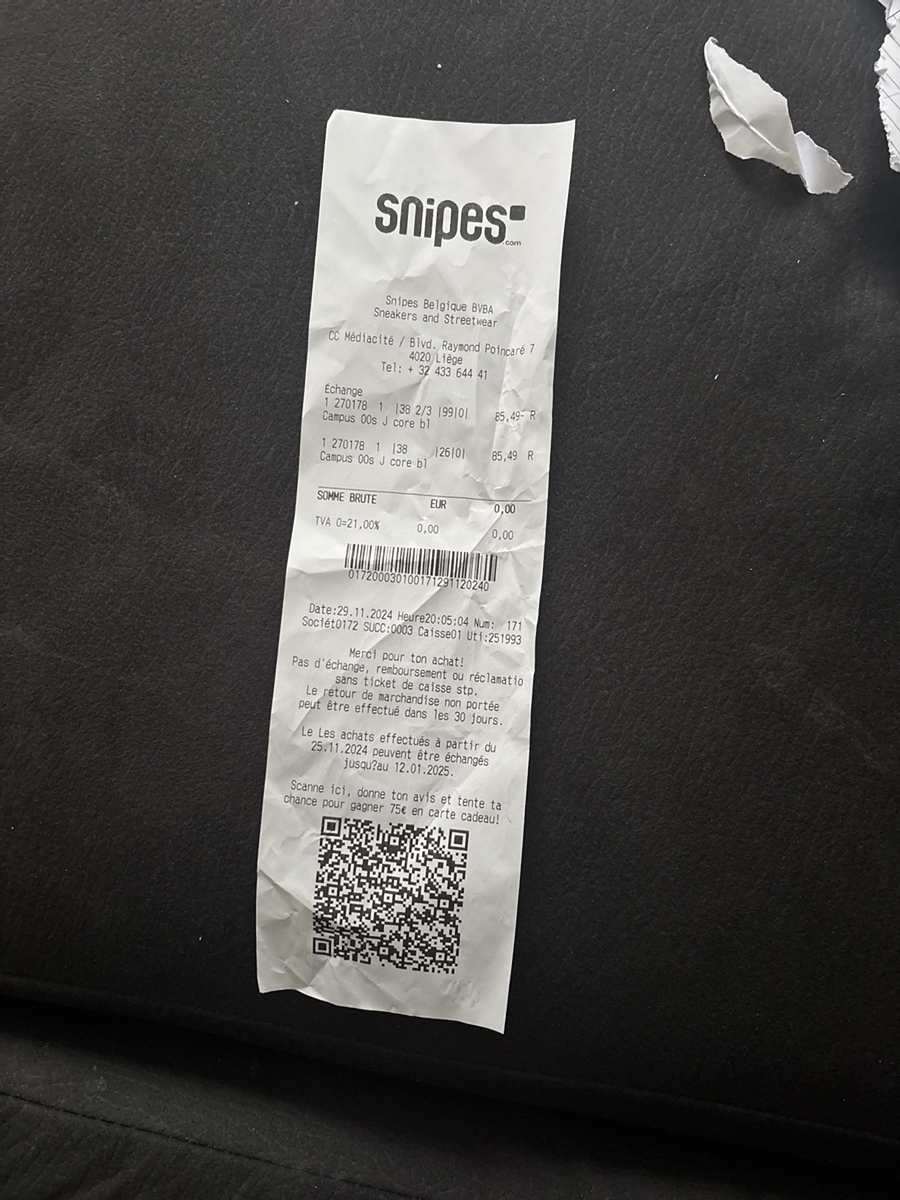 snipes
.com
Snipes Belgique BVBA
Sneakers and Streetwear
CC Médiacité / Blvd. Raymond Poincaré 7
4020 Liège
Tel: + 32 433 644 41
Échange
1 270178 1 |38 2/3 |99|0| 85,49- R
Campus 00s J core bl
1 270178 1 |38 |26|0| 85,49 R
Campus 00s J core bl
SOMME BRUTE EUR 0,00
TVA 0=21,00% 0,00 0,00
017200030100171291120240
Date:29.11.2024 Heure20:05:04 Num: 171
Sociét0172 SUCC:0003 Caisse01 Uti:251993
Merci pour ton achat!
Pas d'échange, remboursement ou réclamatio
sans ticket de caisse stp.
Le retour de marchandise non portée
peut être effectué dans les 30 jours.
Le Les achats effectués à partir du
25.11.2024 peuvent être échangés
jusqu?au 12.01.2025.
Scanne ici, donne ton avis et tente ta
chance pour gagner 75€ en carte cadeau!